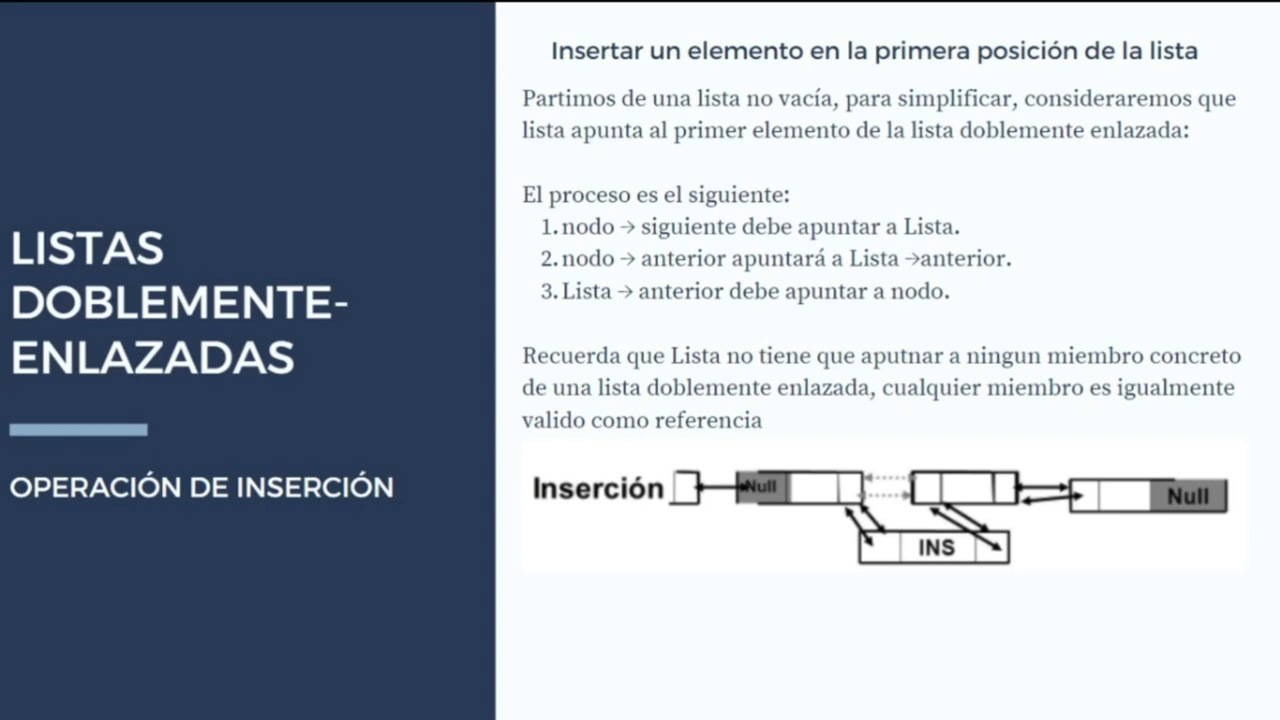 LISTAS
DOBLEMENTE-
ENLAZADAS
OPERACIÓN DE INSERCIÓN
Insertar un elemento en la primera posición de la lista
Partimos de una lista no vacía, para simplificar, consideraremos que
lista apunta al primer elemento de la lista doblemente enlazada:
El proceso es el siguiente:
1. nodo → siguiente debe apuntar a Lista.
2. nodo → anterior apuntará a Lista →anterior.
3. Lista → anterior debe apuntar a nodo.
Recuerda que Lista no tiene que aputnar a ningun miembro concreto
de una lista doblemente enlazada, cualquier miembro es igualmente
valido como referencia
Inserción
Null
Null
INS